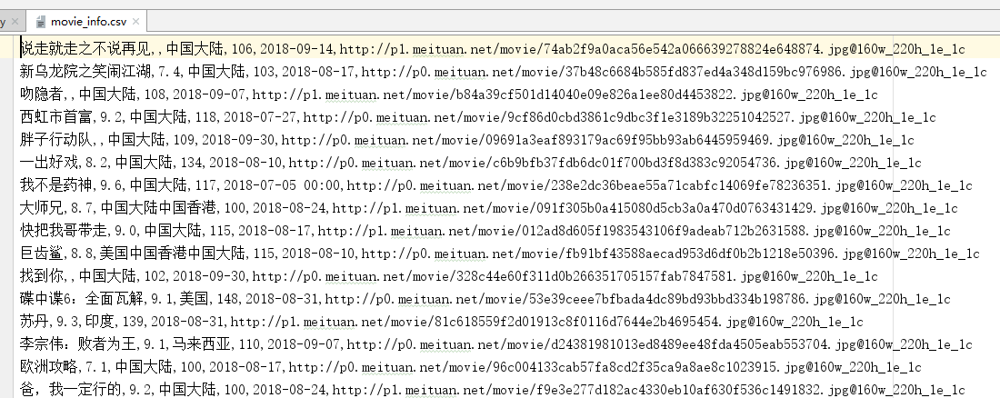 y
movie_info.csv
说走就走之不说再见,,中国大陆,106,2018-09-14,http://p1.meituan.net/movie/74ab2f9a0aca56e542a066639278824e648874.jpg@160w_220h_1e_1c
新乌龙院之笑闹江湖,7.4,中国大陆,103,2018-08-17,http://p0.meituan.net/movie/37b48c6684b585fd837ed4a348d159bc976986.jpg@160w_220h_1e_1c
吻隐者,,中国大陆,108,2018-09-07,http://p1.meituan.net/movie/b84a39cf501d14040e09e826a1ee80d4453822.jpg@160w_220h_1e_1c
西虹市首富,9.2,中国大陆,118,2018-07-27,http://p0.meituan.net/movie/9cf86d0cbd3861c9dbc3f1e3189b32251042527.jpg@160w_220h_1e_1c
胖子行动队,,中国大陆,109,2018-09-30,http://p0.meituan.net/movie/09691a3eaf893179ac69f95bb93ab6445959469.jpg@160w_220h_1e_1c
一出好戏,8.2,中国大陆,134,2018-08-10,http://p0.meituan.net/movie/c6b9bfb37fdb6dc01f700bd3f8d383c92054736.jpg@160w_220h_1e_1c
我不是药神,9.6,中国大陆,117,2018-07-05 00:00,http://p0.meituan.net/movie/238e2dc36beae55a71cabfc14069fe78236351.jpg@160w_220h_1e_1c
大师兄,8.7,中国大陆中国香港,100,2018-08-24,http://p1.meituan.net/movie/091f305b0a415080d5cb3a0a470d0763431429.jpg@160w_220h_1e_1c
快把我哥带走,9.0,中国大陆,115,2018-08-17,http://p1.meituan.net/movie/012ad8d605f1983543106f9adeab712b2631588.jpg@160w_220h_1e_1c
巨齿鲨,8.8,美国中国香港中国大陆,115,2018-08-10,http://p0.meituan.net/movie/fb91bf43588aecad953d6df0b2b1218e50396.jpg@160w_220h_1e_1c
找到你,,中国大陆,102,2018-09-30,http://p0.meituan.net/movie/328c44e60f311d0b266351705157fab7847581.jpg@160w_220h_1e_1c
碟中谍6：全面瓦解,9.1,美国,148,2018-08-31,http://p0.meituan.net/movie/53e39ceee7bfbada4dc89bd93bbd334b198786.jpg@160w_220h_1e_1c
苏丹,9.3,印度,139,2018-08-31,http://p1.meituan.net/movie/81c618559f2d01913c8f0116d7644e2b4695454.jpg@160w_220h_1e_1c
李宗伟：败者为王,9.1,马来西亚,110,2018-09-07,http://p0.meituan.net/movie/d24381981013ed8489ee48fda4505eab553704.jpg@160w_220h_1e_1c
欧洲攻略,7.1,中国大陆,100,2018-08-17,http://p0.meituan.net/movie/96c004133cab57fa8cd2f35ca9a8ae8c1023915.jpg@160w_220h_1e_1c
爸，我一定行的,9.2,中国大陆,100,2018-08-24,http://p1.meituan.net/movie/f9e3e277d182ac4330eb10af630f536c1491832.jpg@160w_220h_1e_1c